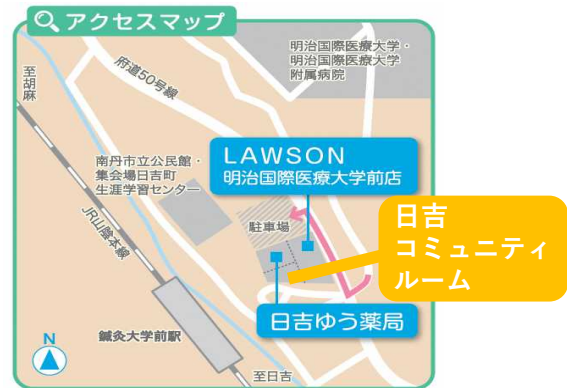 アクセスマップ
明治国際医療大学・
明治国際医療大学
附属病院
至胡麻
府道50号線
南丹市立公民館・
集会場日吉町
生涯学習センター
LAWSON
明治国際医療大学前店
JR山陰本線
駐車場
日吉
コミュニティ
ルーム
日吉ゆう薬局
鍼灸大学前駅
N
至日吉